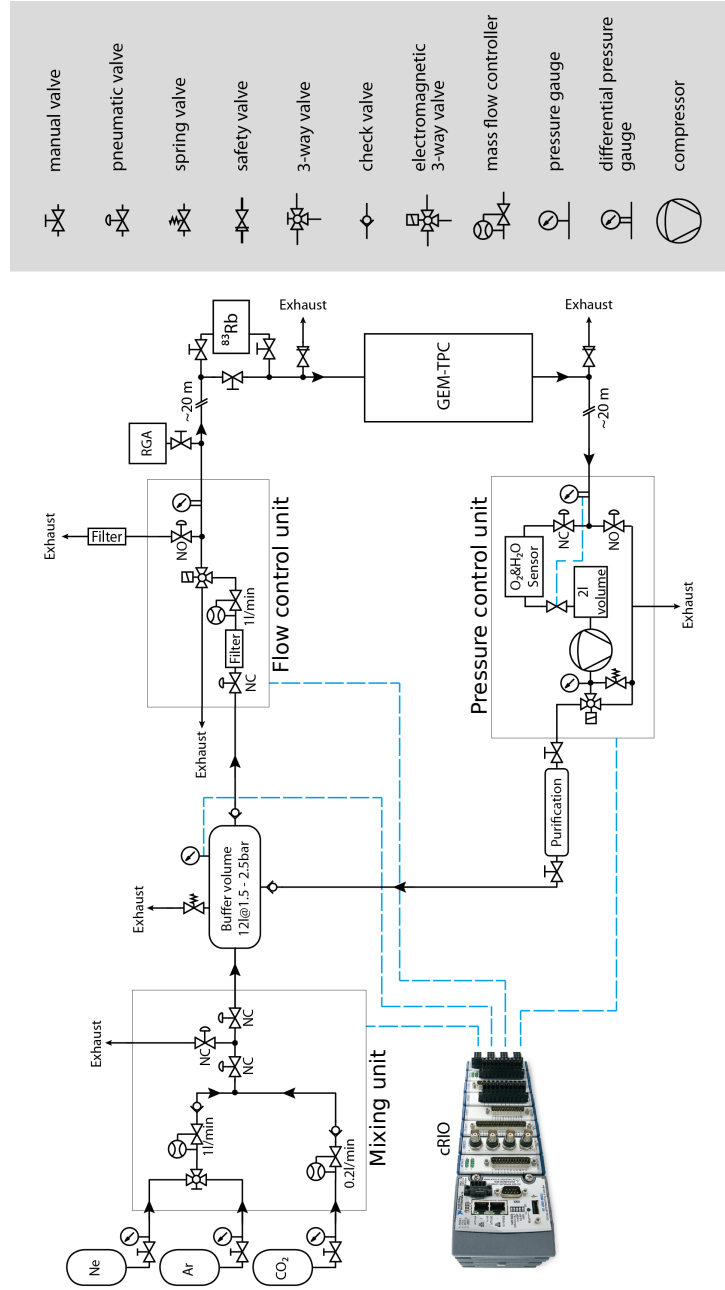 manual valve
pneumatic valve
spring valve
safety valve
3-way valve
check valve
electromagnetic
3-way valve
mass flow controller
pressure gauge
differential pressure
gauge
compressor
Ne
Ar
CO₂
1l/min
0.2l/min
Mixing unit
NC
NC
NC
Exhaust
Exhaust
Buffer volume
12l@1.5 - 2.5bar
Exhaust
NC
Filter
1l/min
Flow control unit
NO
Filter
Exhaust
RGA
~20 m
⁸³Rb
Exhaust
GEM-TPC
Exhaust
~20 m
Pressure control unit
O₂&H₂O
Sensor
NC
NO
2l
volume
Exhaust
Purification
cRIO